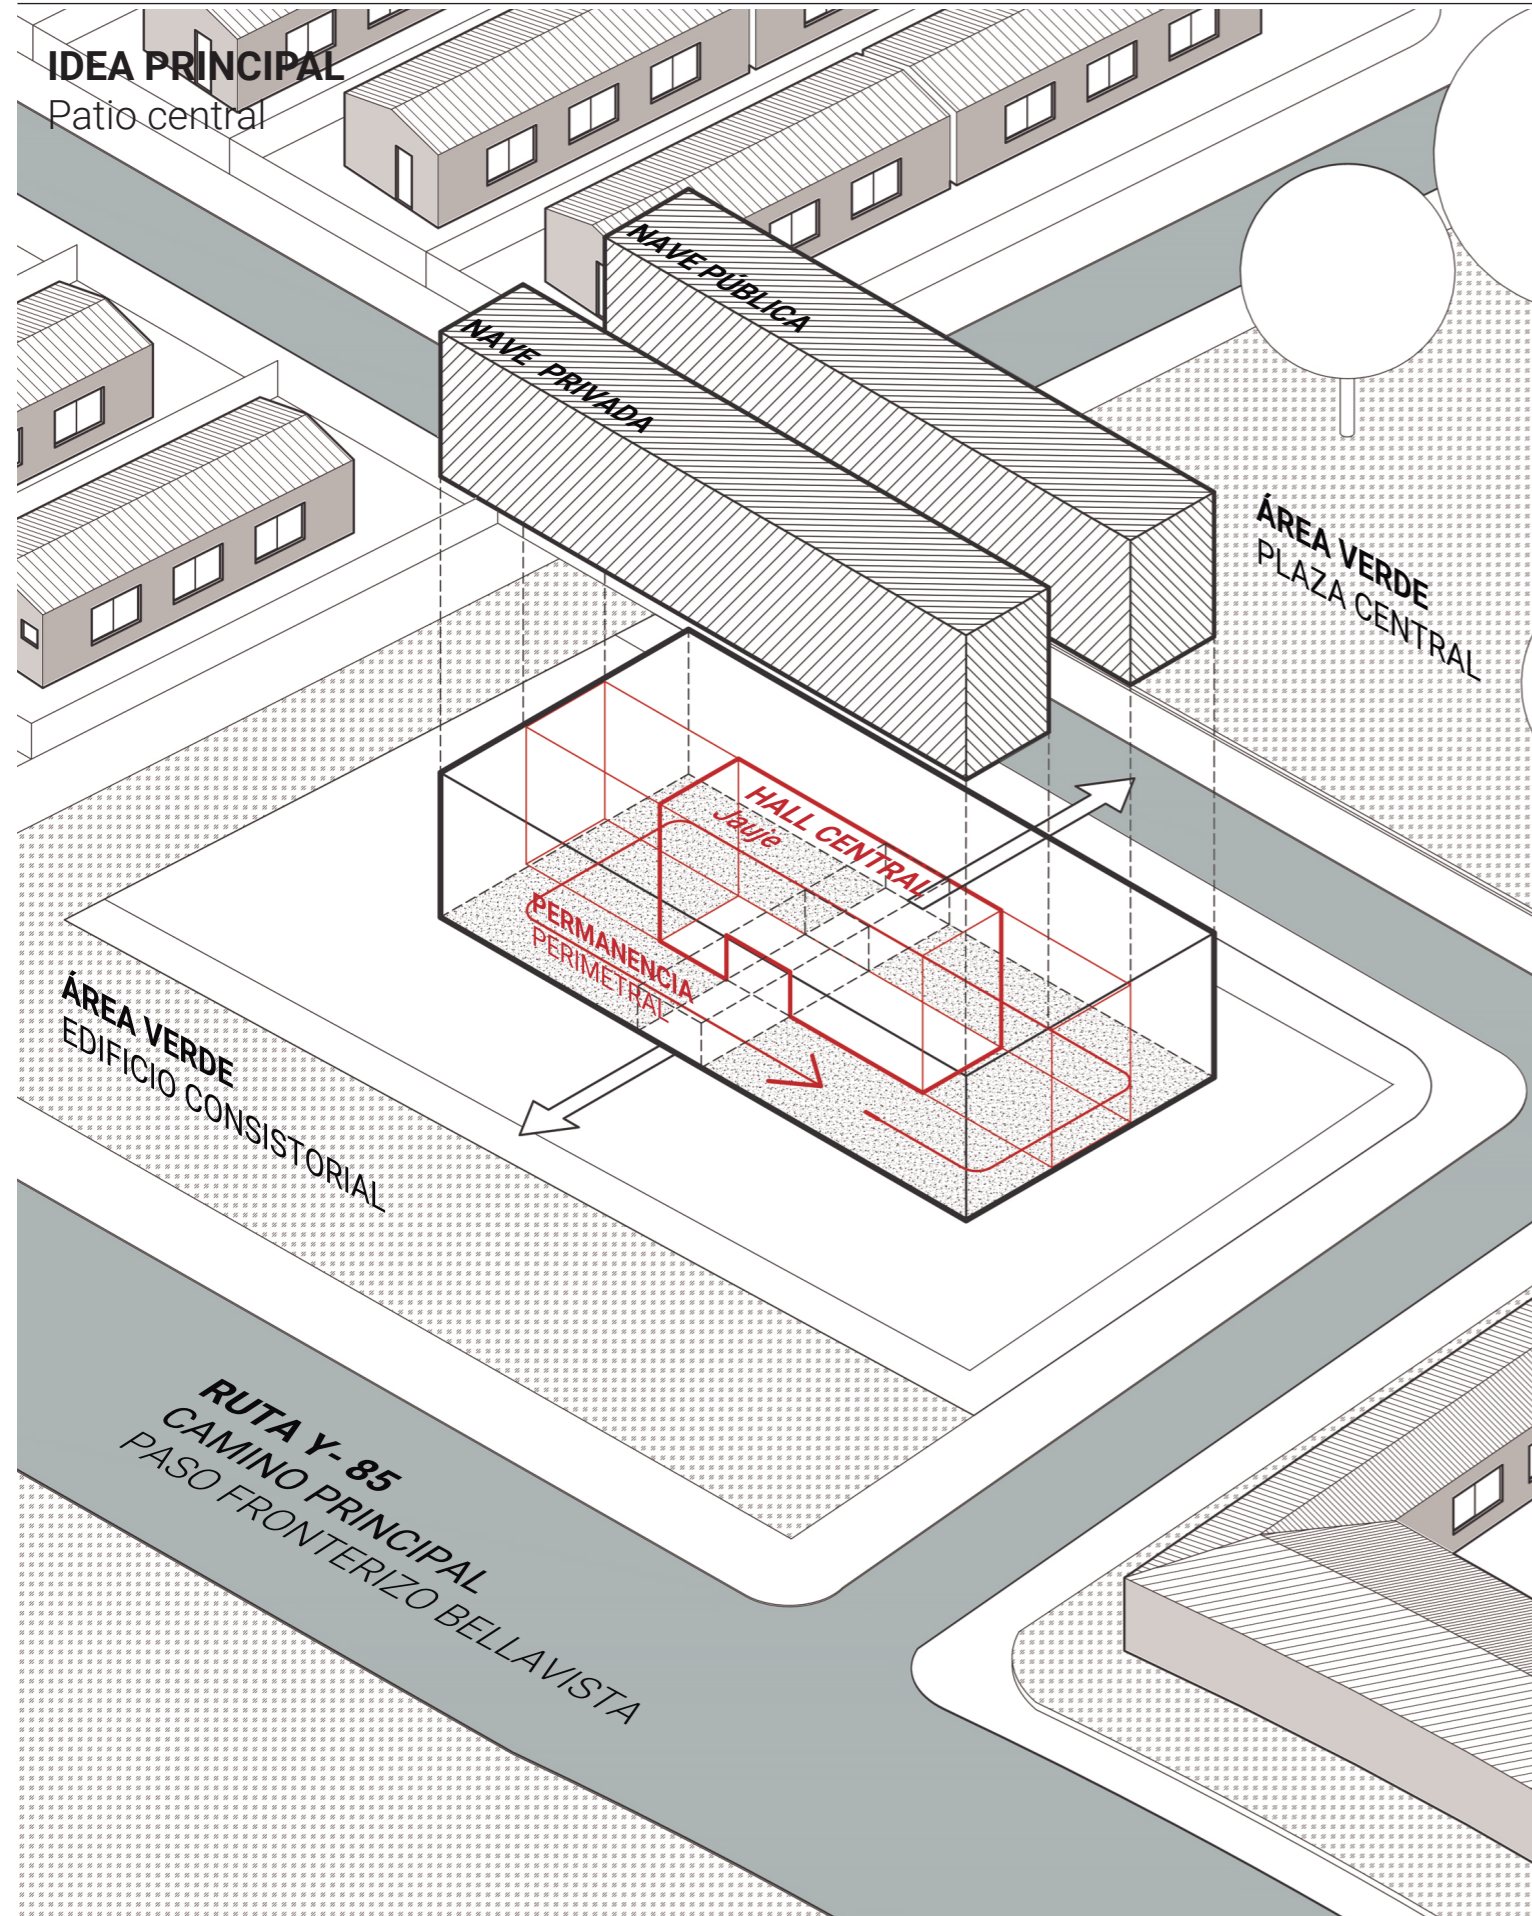 IDEA PRINCIPAL
Patio central
NAVE PÚBLICA
NAVE PRIVADA
ÁREA VERDE
PLAZA CENTRAL
HALL CENTRAL
Jauje
PERMANENCIA
PERIMETRAL
ÁREA VERDE
EDIFICIO CONSISTORIAL
RUTA Y- 85
CAMINO PRINCIPAL
PASO FRONTERIZO BELLAVISTA